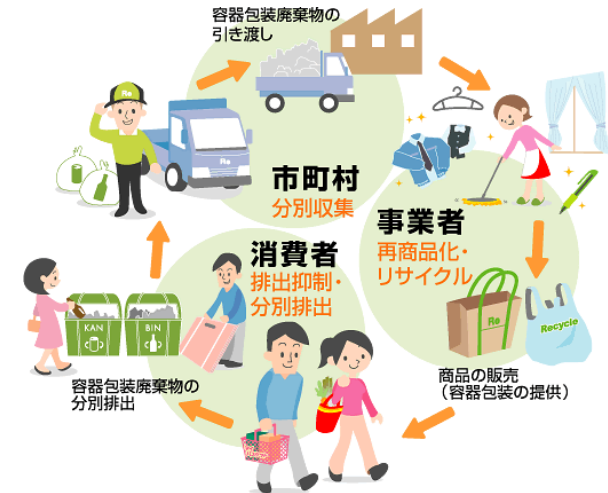 容器包装廃棄物の
引き渡し
Re
Re
市町村
分別収集
事業者
再商品化・
リサイクル
消費者
排出抑制・
分別排出
KAN
BIN
Re
Recycle
商品の販売
（容器包装の提供）
容器包装廃棄物の
分別排出